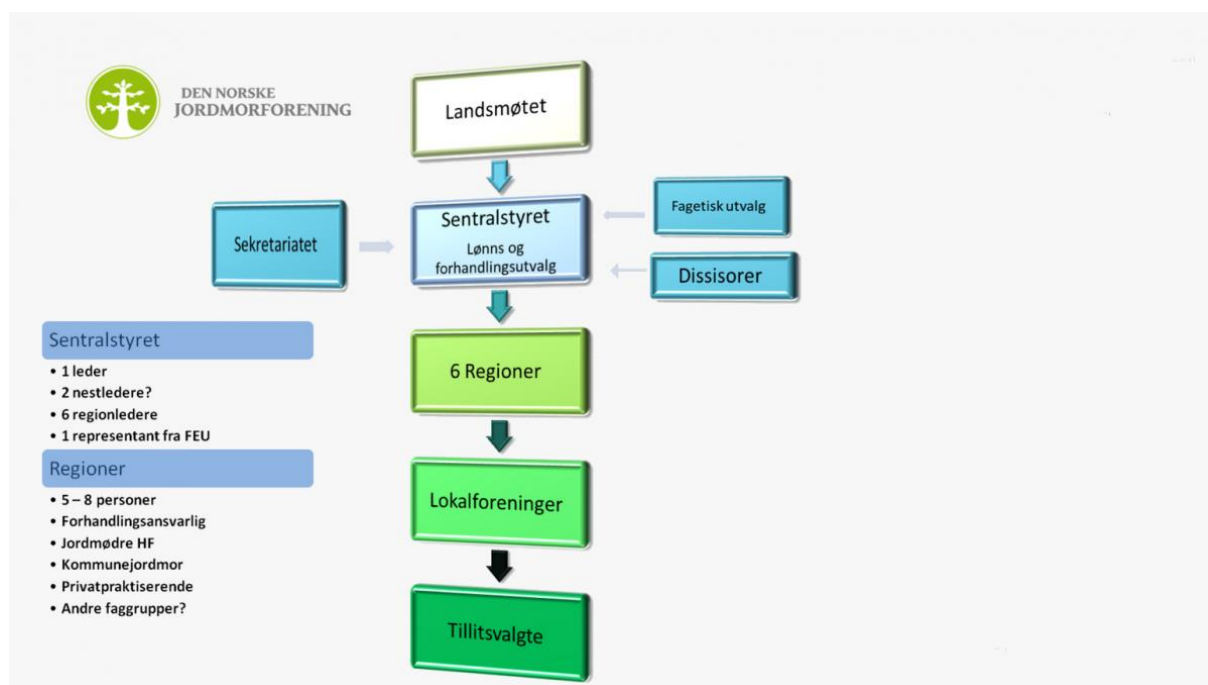 DEN NORSKE
JORDMORFORENING
Landsmøtet
Sekretariatet
Sentralstyret
Lønns og
forhandlingsutvalg
Fagetisk utvalg
Dissisorer
6 Regioner
Lokalforeninger
Tillitsvalgte
Sentralstyret
• 1 leder
• 2 nestledere?
• 6 regionledere
• 1 representant fra FEU
Regioner
• 5 – 8 personer
• Forhandlingsansvarlig
• Jordmødre HF
• Kommunejordmor
• Privatpraktiserende
• Andre faggrupper?